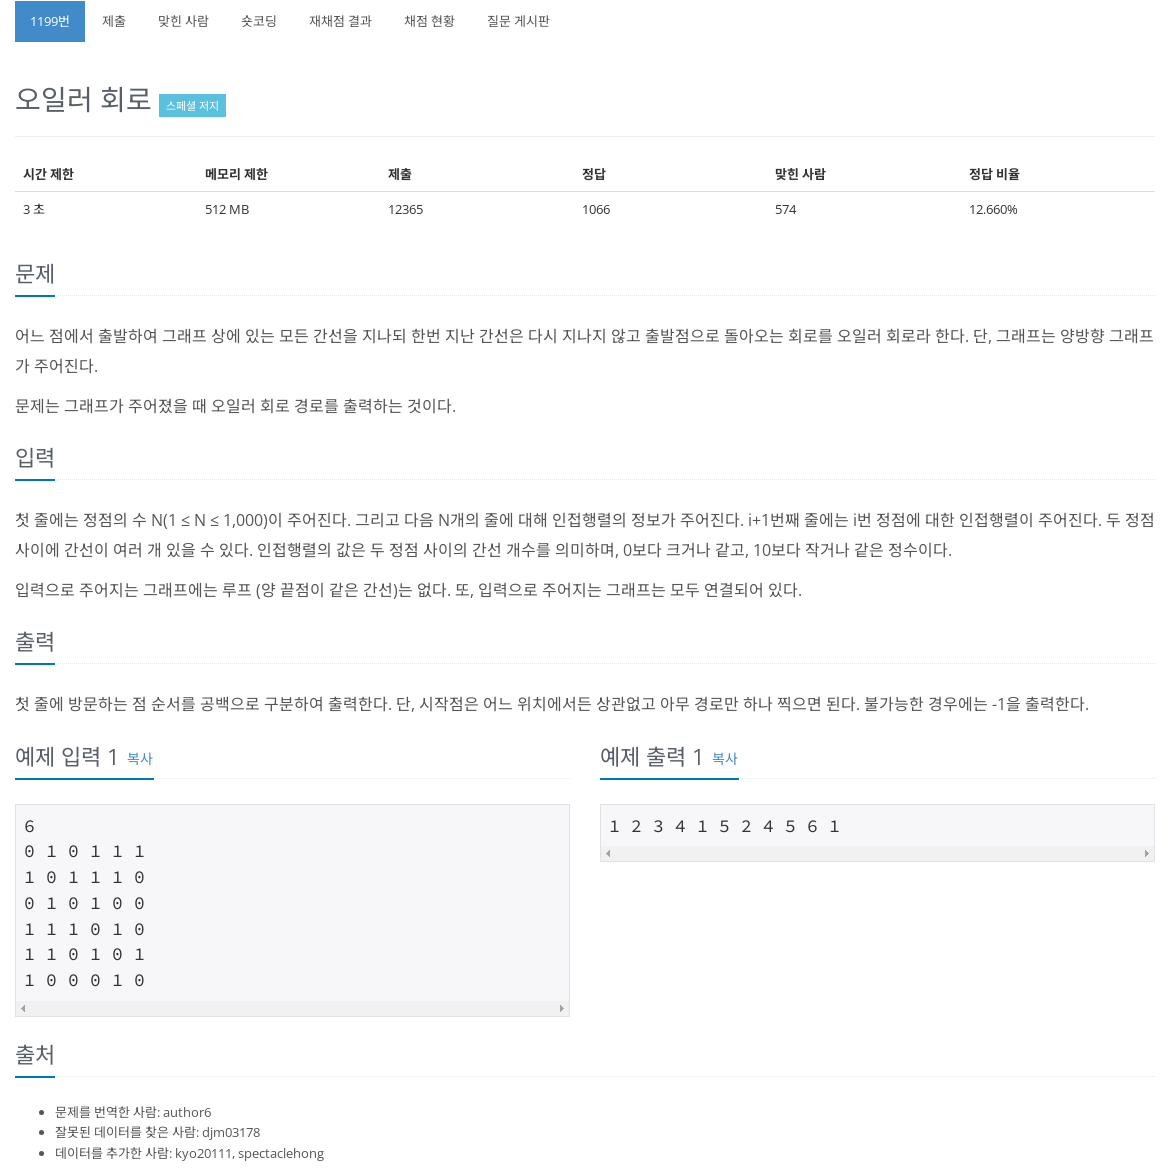 1199번 제출 맞힌 사람 숏코딩 재채점 결과 채점 현황 질문 게시판
오일러 회로 스페셜 저지
시간 제한 메모리 제한 제출 정답 맞힌 사람 정답 비율
3 초 512 MB 12365 1066 574 12.660%
문제
어느 점에서 출발하여 그래프 상에 있는 모든 간선을 지나되 한번 지난 간선은 다시 지나지 않고 출발점으로 돌아오는 회로를 오일러 회로라 한다. 단, 그래프는 양방향 그래프
가 주어진다.
문제는 그래프가 주어졌을 때 오일러 회로 경로를 출력하는 것이다.
입력
첫 줄에는 정점의 수 N(1 ≤ N ≤ 1,000)이 주어진다. 그리고 다음 N개의 줄에 대해 인접행렬의 정보가 주어진다. i+1번째 줄에는 i번 정점에 대한 인접행렬이 주어진다. 두 정점
사이에 간선이 여러 개 있을 수 있다. 인접행렬의 값은 두 정점 사이의 간선 개수를 의미하며, 0보다 크거나 같고, 10보다 작거나 같은 정수이다.
입력으로 주어지는 그래프에는 루프 (양 끝점이 같은 간선)는 없다. 또, 입력으로 주어지는 그래프는 모두 연결되어 있다.
출력
첫 줄에 방문하는 점 순서를 공백으로 구분하여 출력한다. 단, 시작점은 어느 위치에서든 상관없고 아무 경로만 하나 찍으면 된다. 불가능한 경우에는 -1을 출력한다.
예제 입력 1 복사
6
0 1 0 1 1 1
1 0 1 1 1 0
0 1 0 1 0 0
1 1 1 0 1 0
1 1 0 1 0 1
1 0 0 0 1 0
예제 출력 1 복사
1 2 3 4 1 5 2 4 5 6 1
출처
문제를 번역한 사람: author6
잘못된 데이터를 찾은 사람: djm03178
데이터를 추가한 사람: kyo20111, spectaclehong